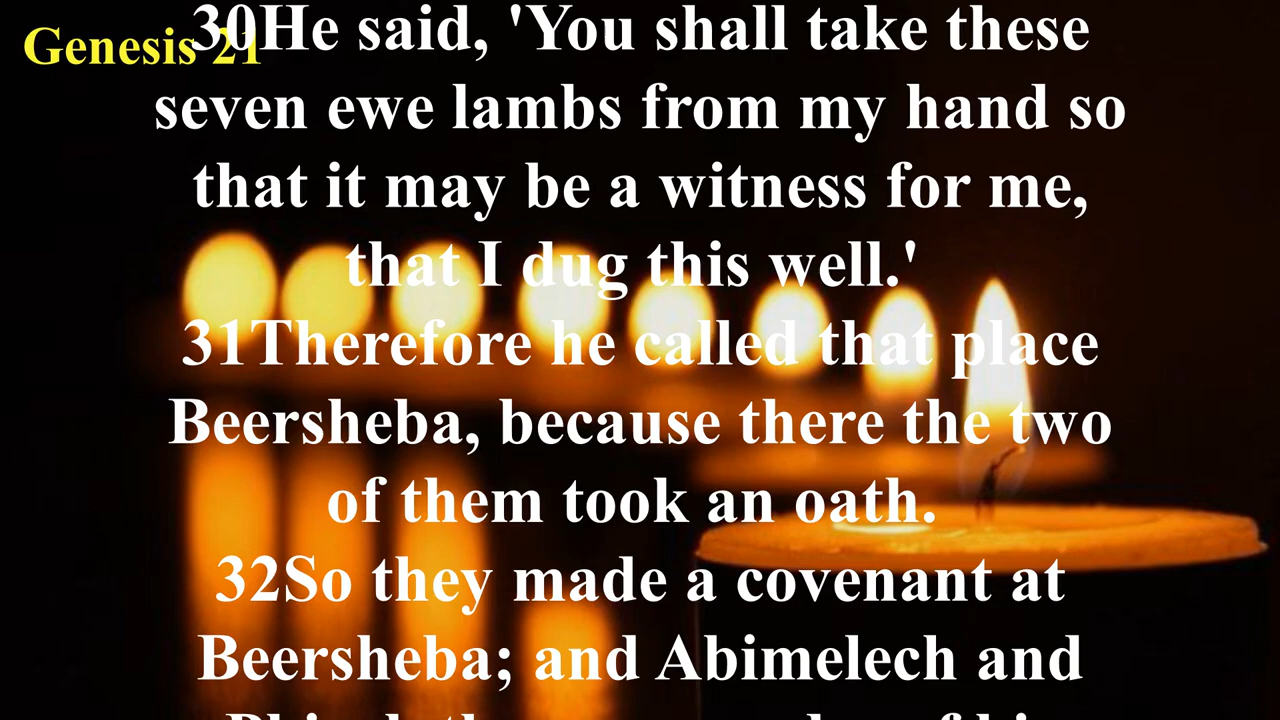 Genesis 21
30He said, 'You shall take these
seven ewe lambs from my hand so
that it may be a witness for me,
that I dug this well.'
31Therefore he called that place
Beersheba, because there the two
of them took an oath.
32So they made a covenant at
Beersheba; and Abimelech and